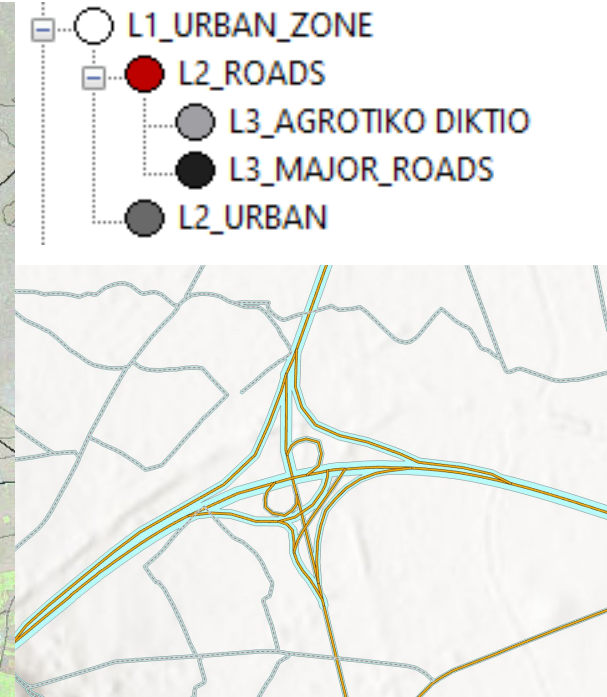 L1_URBAN_ZONE
L2_ROADS
L3_AGROTIKO DIKTIO
L3_MAJOR_ROADS
L2_URBAN